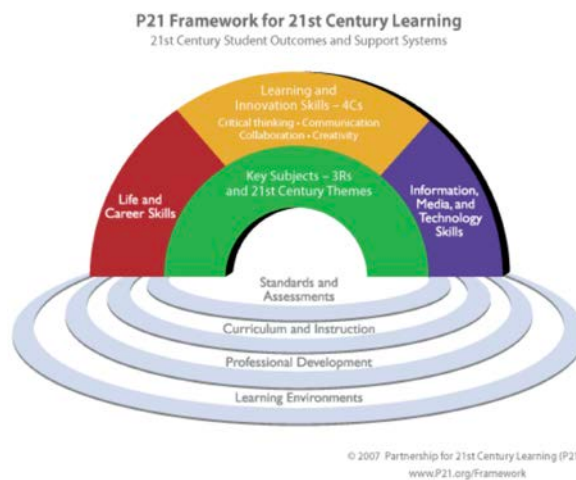 P21 Framework for 21st Century Learning
21st Century Student Outcomes and Support Systems
Learning and
Innovation Skills – 4Cs
Critical thinking • Communication
Collaboration • Creativity
Key Subjects – 3Rs
and 21st Century Themes
Life and
Career Skills
Information,
Media, and
Technology
Skills
Standards and
Assessments
Curriculum and Instruction
Professional Development
Learning Environments
© 2007 Partnership for 21st Century Learning (P21
www.P21.org/Framework